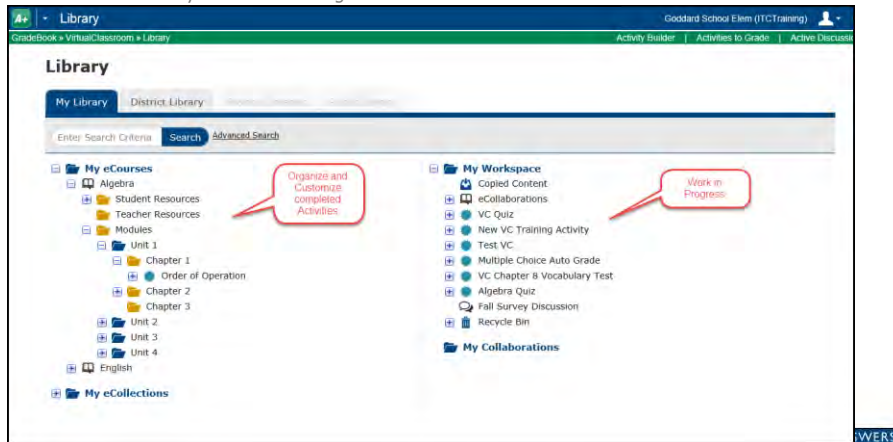 A+ Library Goddard School Elem (ITCTraining)
GradeBook » VirtualClassroom » Library Activity Builder | Activities to Grade | Active Discussi
Library
My Library District Library
Enter Search Criteria Search Advanced Search
My eCourses
Algebra
Student Resources
Teacher Resources
Modules
Unit 1
Chapter 1
Order of Operation
Chapter 2
Chapter 3
Unit 2
Unit 3
Unit 4
English
My eCollections
Organize and
Customize
completed
Activities
My Workspace
Copied Content
eCollaborations
VC Quiz
New VC Training Activity
Test VC
Multiple Choice Auto Grade
VC Chapter 8 Vocabulary Test
Algebra Quiz
Fall Survey Discussion
Recycle Bin
My Collaborations
Work in
Progress
SWERS